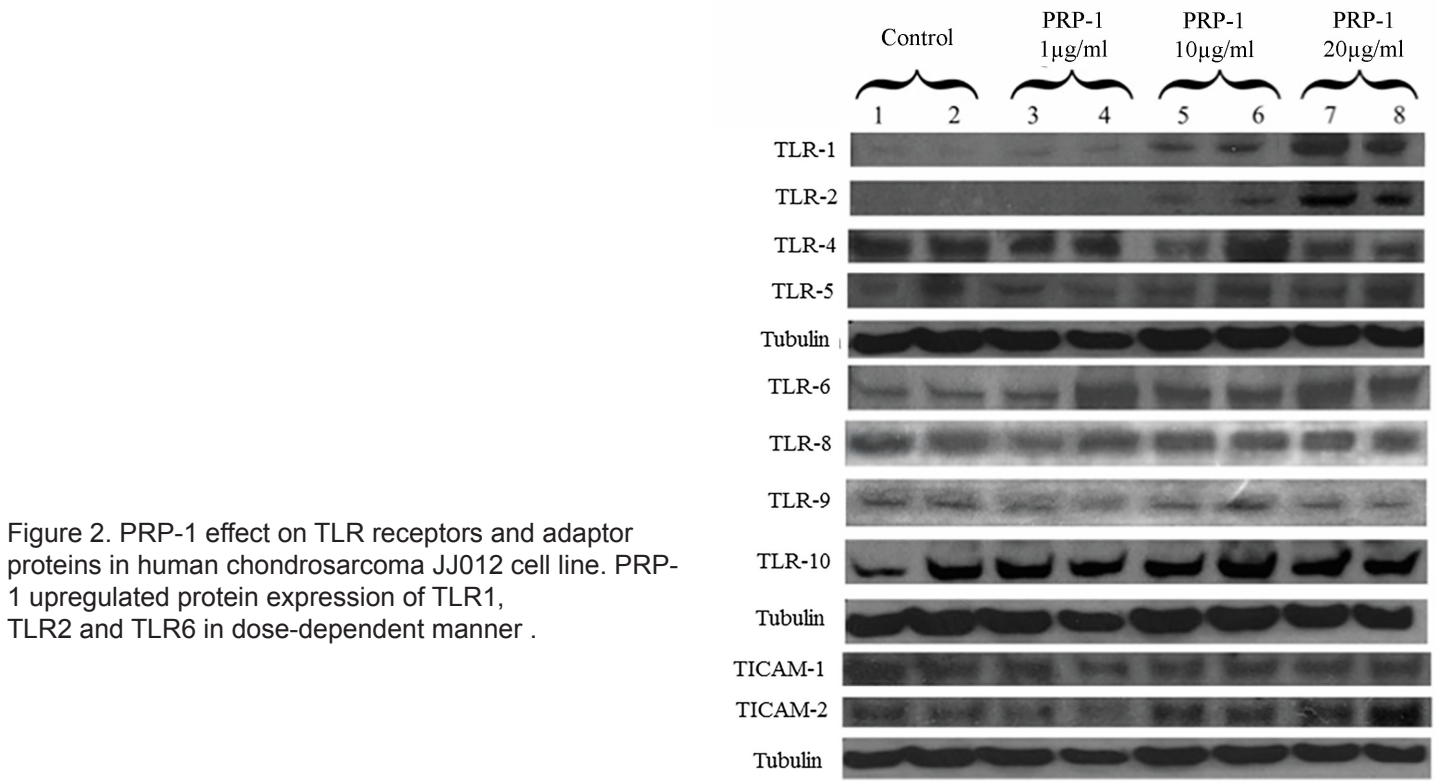 Control
PRP-1
1µg/ml
PRP-1
10µg/ml
PRP-1
20µg/ml
1 2 3 4 5 6 7 8
TLR-1
TLR-2
TLR-4
TLR-5
Tubulin
TLR-6
TLR-8
TLR-9
TLR-10
Tubulin
TICAM-1
TICAM-2
Tubulin
Figure 2. PRP-1 effect on TLR receptors and adaptor
proteins in human chondrosarcoma JJ012 cell line. PRP-
1 upregulated protein expression of TLR1,
TLR2 and TLR6 in dose-dependent manner .